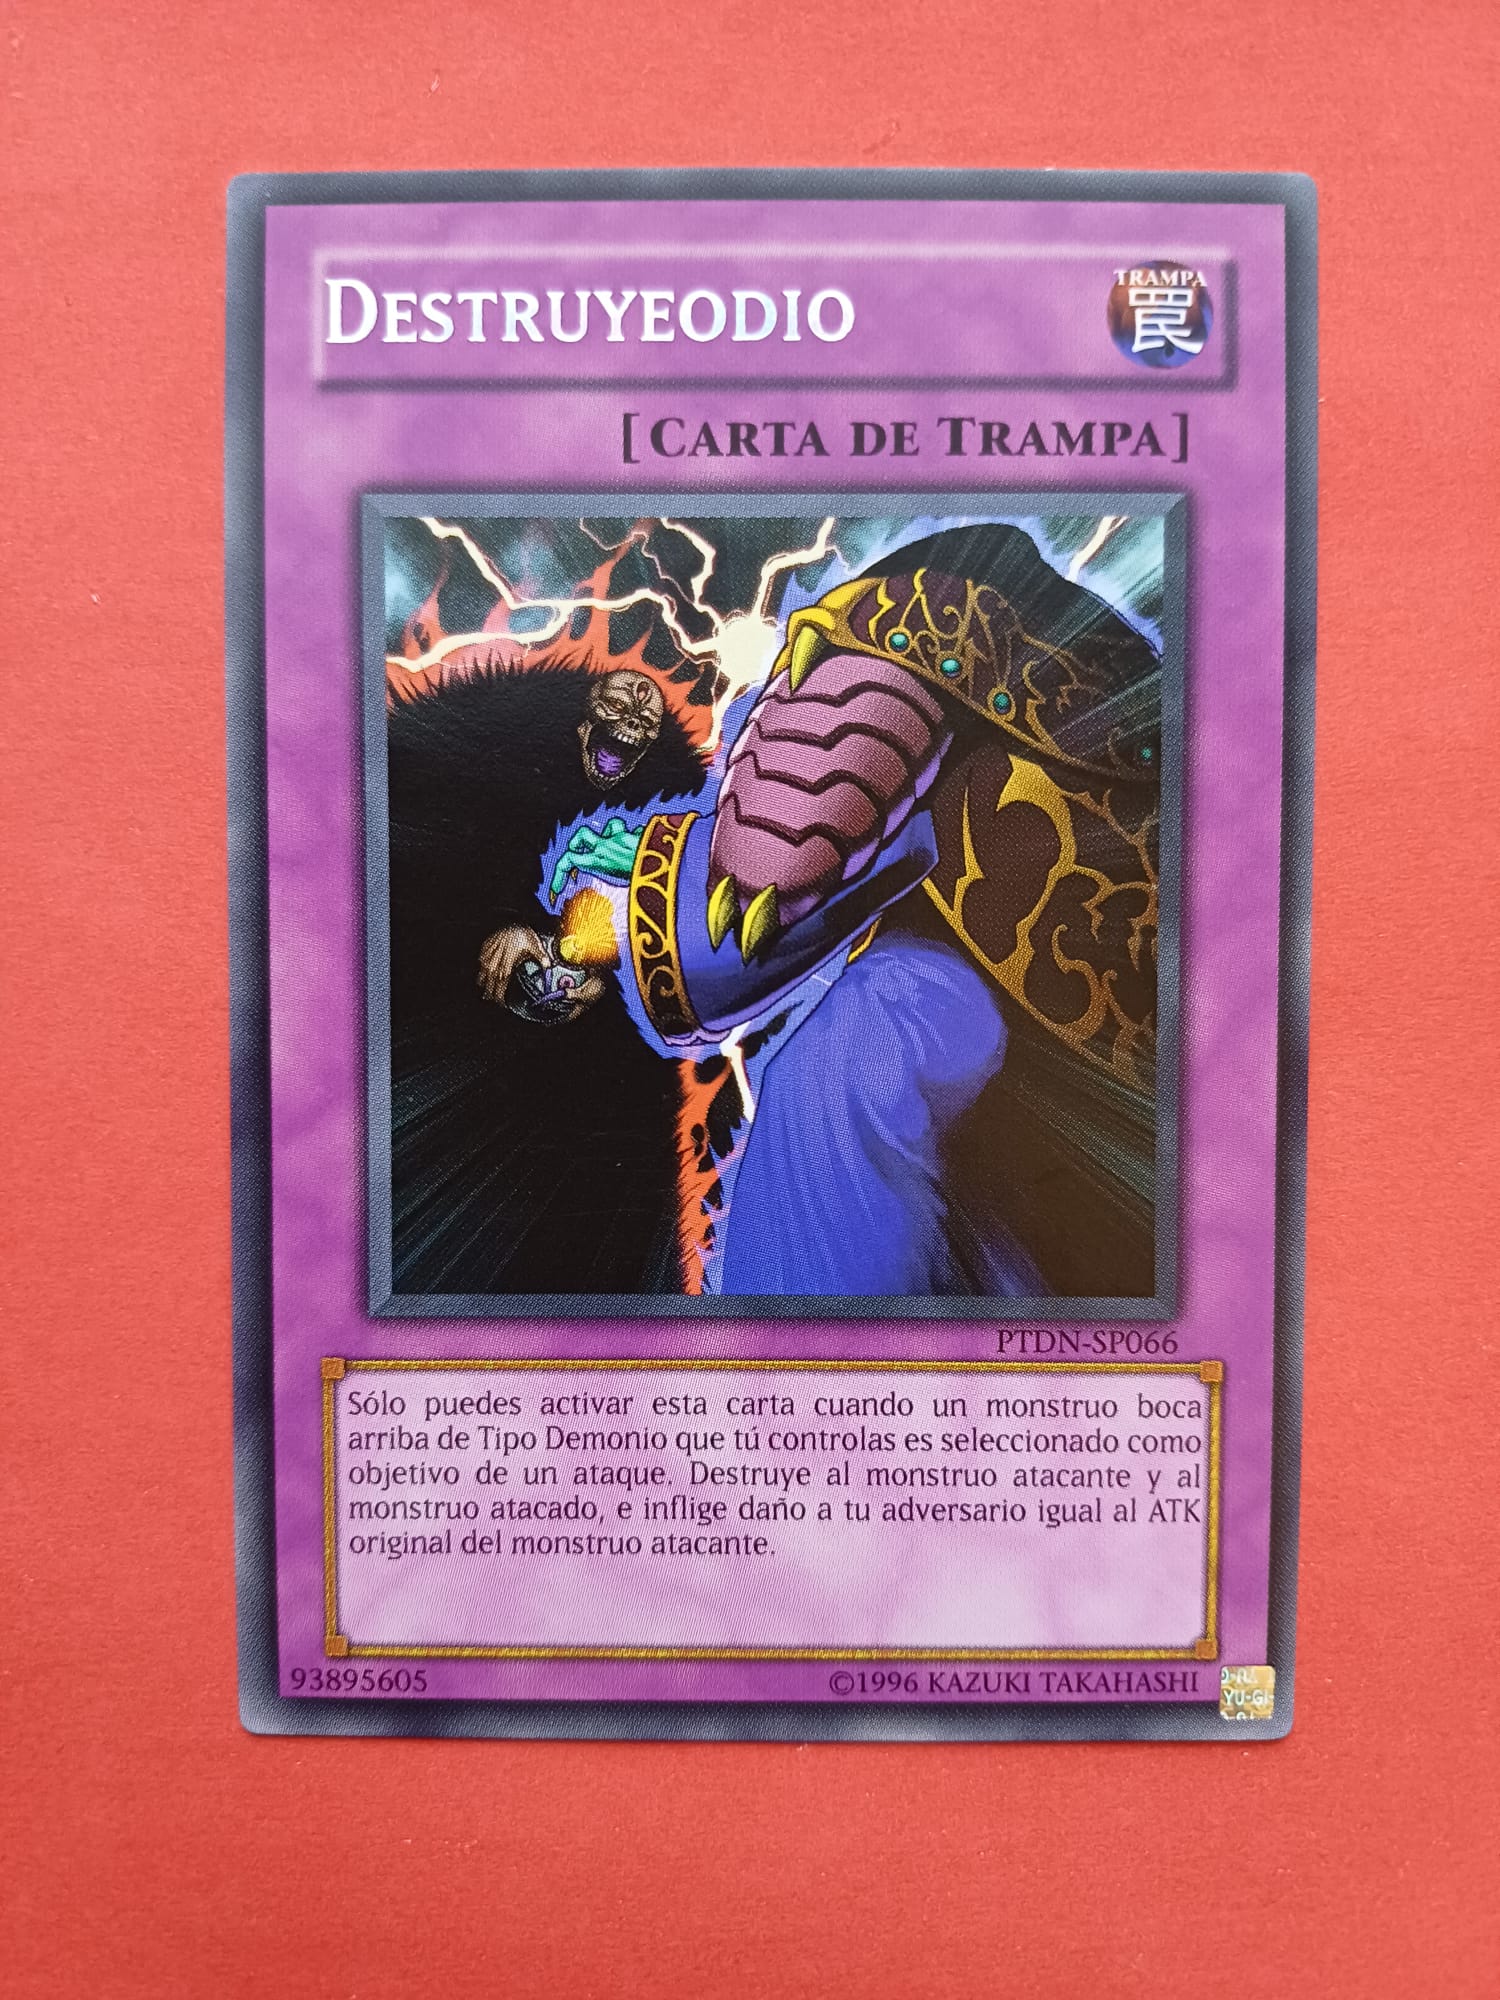 DESTRUYEODIO
TRAMPA
罠
[CARTA DE TRAMPA]
PTDN-SP066
Sólo puedes activar esta carta cuando un monstruo boca
arriba de Tipo Demonio que tú controlas es seleccionado como
objetivo de un ataque. Destruye al monstruo atacante y al
monstruo atacado, e inflige daño a tu adversario igual al ATK
original del monstruo atacante.
93895605
©1996 KAZUKI TAKAHASHI
YU-GI-